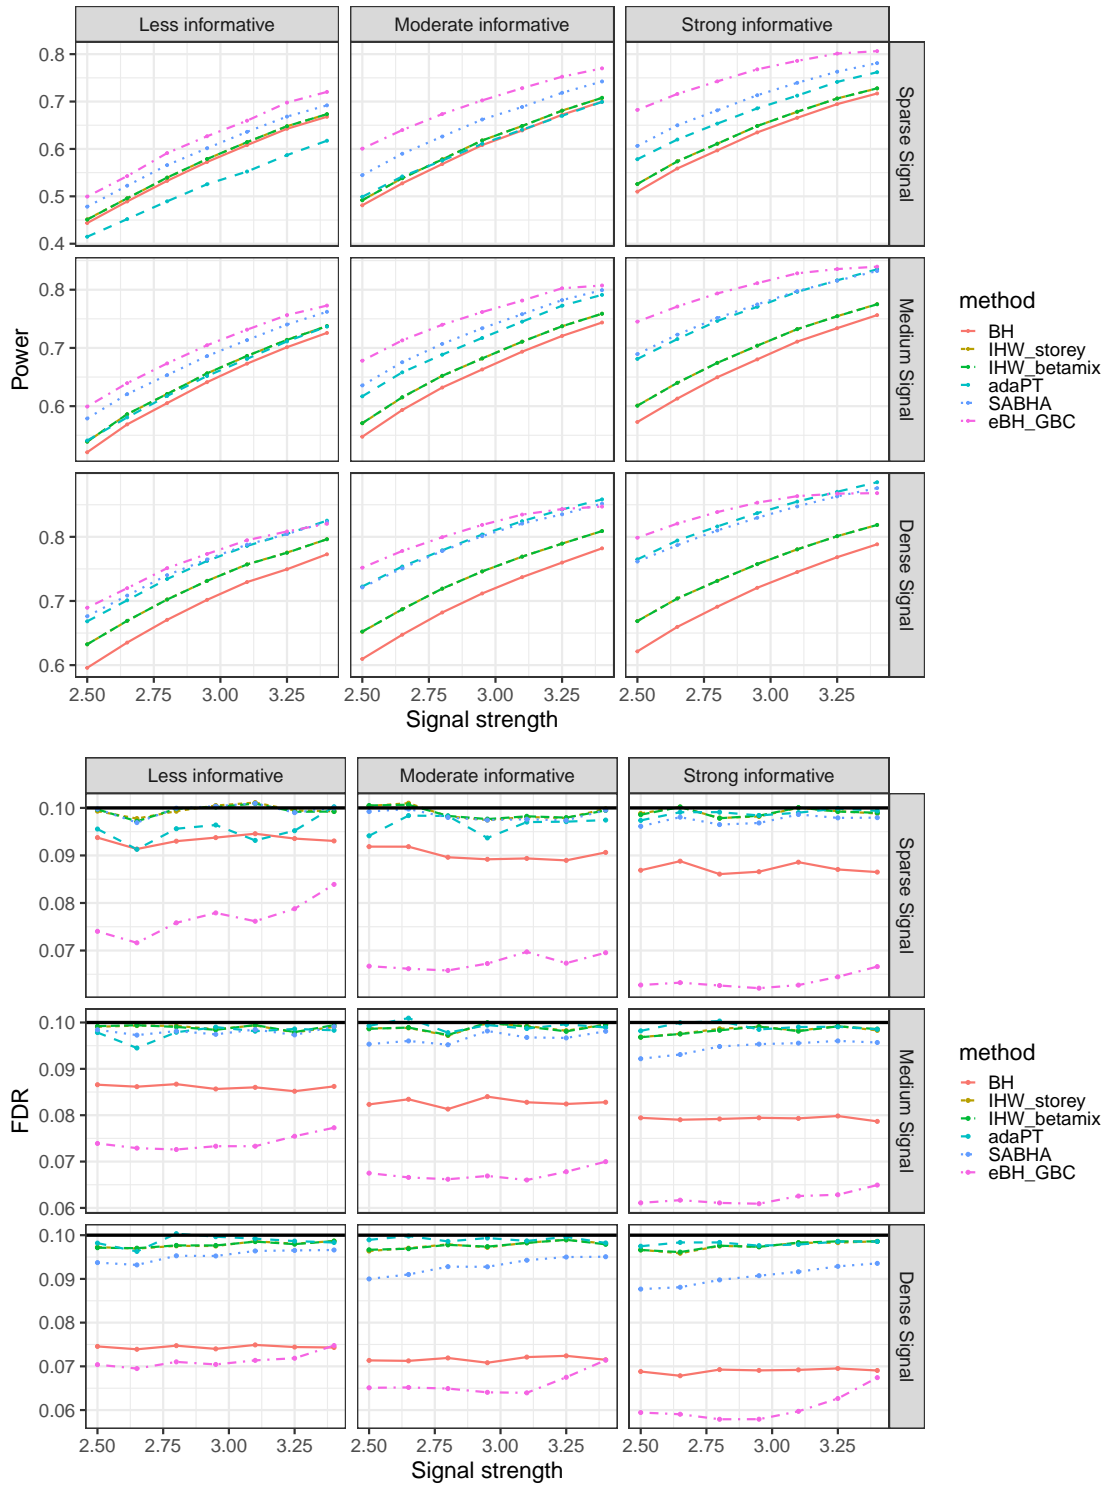 Less informative
Moderate informative
Strong informative
0.8
0.7
0.6
0.5
0.4
Sparse Signal
0.8
0.7
0.6
Medium Signal
Power
0.8
0.7
0.6
Dense Signal
2.50 2.75 3.00 3.25
2.50 2.75 3.00 3.25
2.50 2.75 3.00 3.25
Signal strength
method
BH
IHW_storey
IHW_betamix
adaPT
SABHA
eBH_GBC
Less informative
Moderate informative
Strong informative
0.10
0.09
0.08
0.07
Sparse Signal
0.10
0.09
0.08
0.07
0.06
Medium Signal
FDR
0.10
0.09
0.08
0.07
0.06
Dense Signal
2.50 2.75 3.00 3.25
2.50 2.75 3.00 3.25
2.50 2.75 3.00 3.25
Signal strength
method
BH
IHW_storey
IHW_betamix
adaPT
SABHA
eBH_GBC